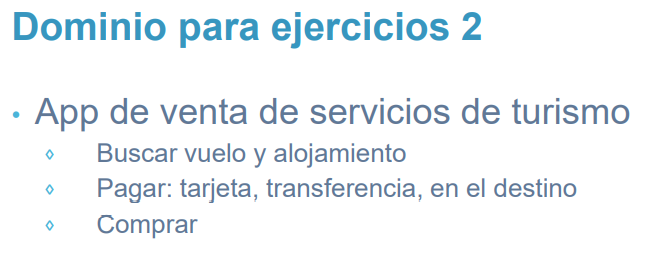 Dominio para ejercicios 2
• App de venta de servicios de turismo
◊ Buscar vuelo y alojamiento
◊ Pagar: tarjeta, transferencia, en el destino
◊ Comprar